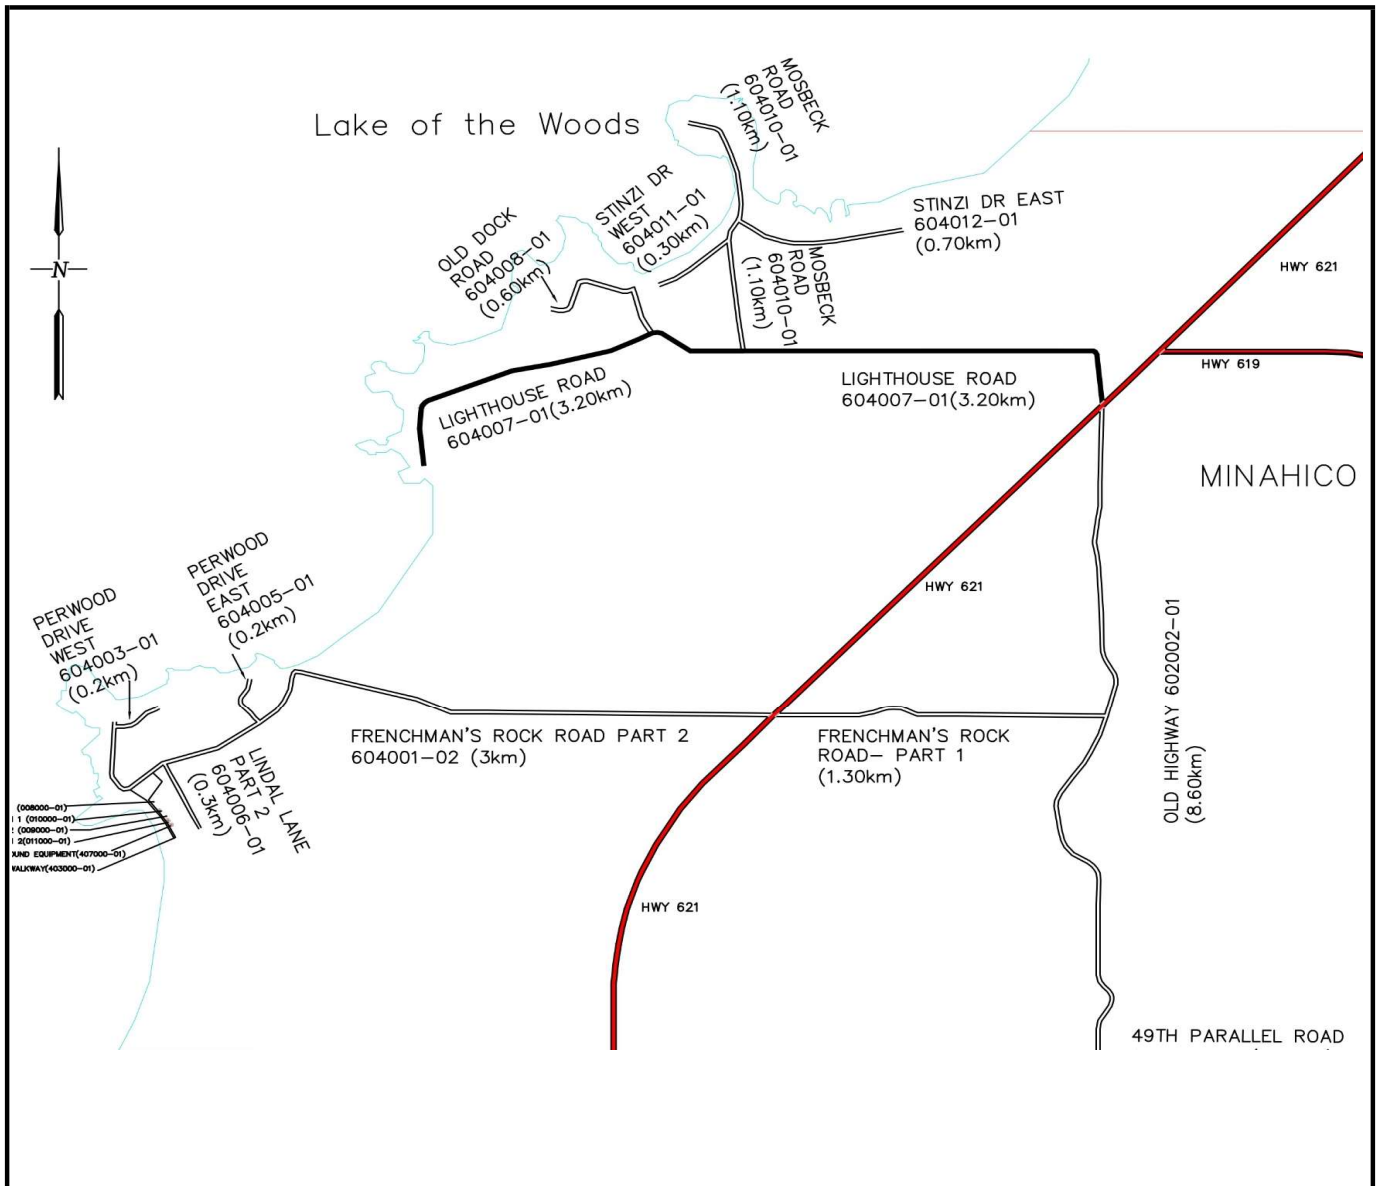 Lake of the Woods
MOSBECK
ROAD
604010-01
(1.10km)
STINZI DR
WEST
604011-01
(0.30km)
OLD DOCK
ROAD
604008-01
(0.60km)
STINZI DR EAST
604012-01
(0.70km)
N
MOSBECK
ROAD
604010-01
(1.10km)
HWY 621
HWY 619
LIGHTHOUSE ROAD
604007-01(3.20km)
LIGHTHOUSE ROAD
604007-01(3.20km)
MINAHICO
HWY 621
PERWOOD
DRIVE
EAST
604005-01
(0.2km)
PERWOOD
DRIVE
WEST
604003-01
(0.2km)
OLD HIGHWAY 602002-01
(8.60km)
FRENCHMAN'S ROCK ROAD PART 2
604001-02 (3km)
FRENCHMAN'S ROCK
ROAD- PART 1
(1.30km)
LINDAL LANE
PART 2
604006-01
(0.3km)
(008000-01)
1 (010000-01)
(009000-01)
2(011000-01)
UND EQUIPMENT(407000-01)
WALKWAY(403000-01)
HWY 621
49TH PARALLEL ROAD